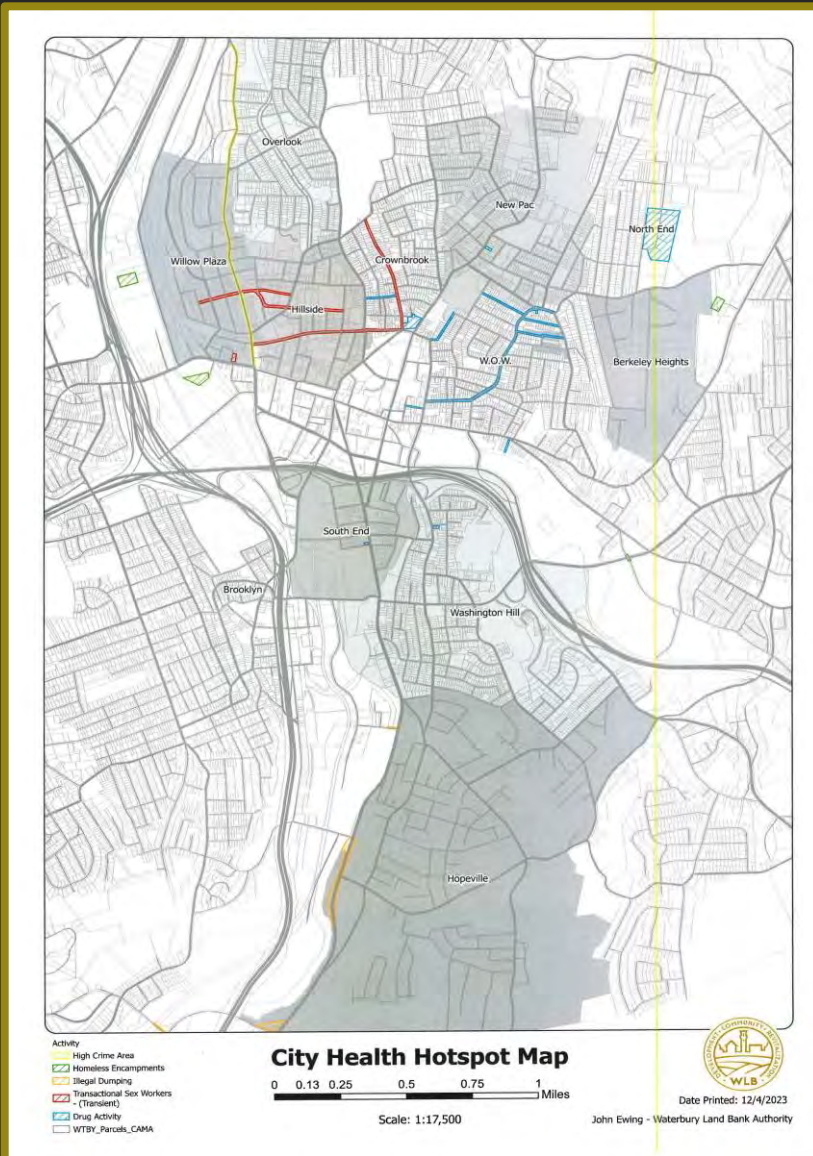 Overlook
New Pac
North End
Willow Plaza
Crownbrook
Hillside
W.O.W.
Berkeley Heights
South End
Brooklyn
Washington Hill
Hopeville
Activity
High Crime Area
Homeless Encampments
Illegal Dumping
Transactional Sex Workers
- (Transient)
Drug Activity
WTBY_Parcels_CAMA
City Health Hotspot Map
0 0.13 0.25 0.5 0.75 1
Miles
Scale: 1:17,500
DEVELOPMENT • COMMUNITY • REVITALIZATION
WLB
Date Printed: 12/4/2023
John Ewing - Waterbury Land Bank Authority